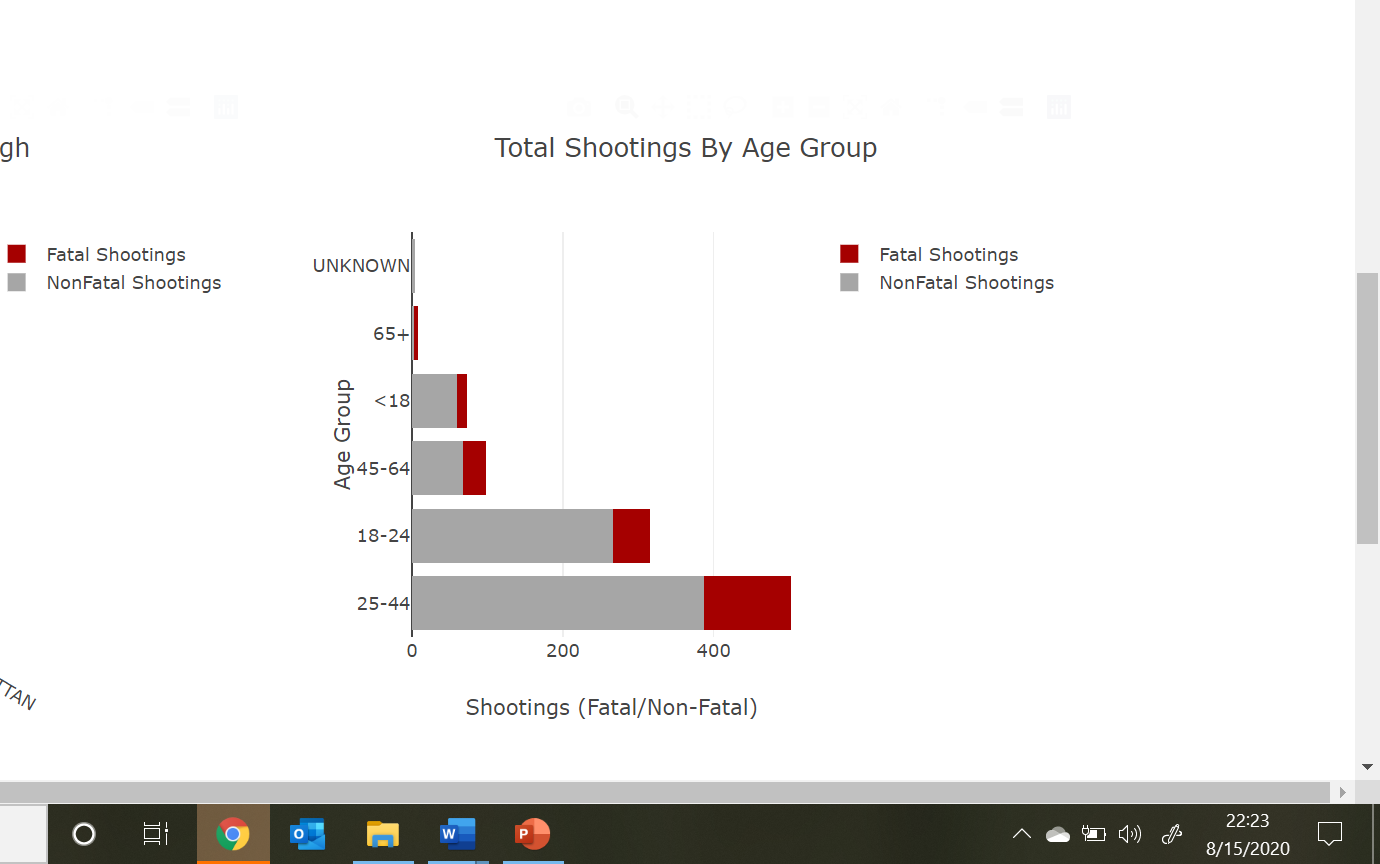 gh
Total Shootings By Age Group
Fatal Shootings
NonFatal Shootings
UNKNOWN
65+
<18
45-64
18-24
25-44
Age Group
0 200 400
Shootings (Fatal/Non-Fatal)
Fatal Shootings
NonFatal Shootings
TTAN
22:23
8/15/2020